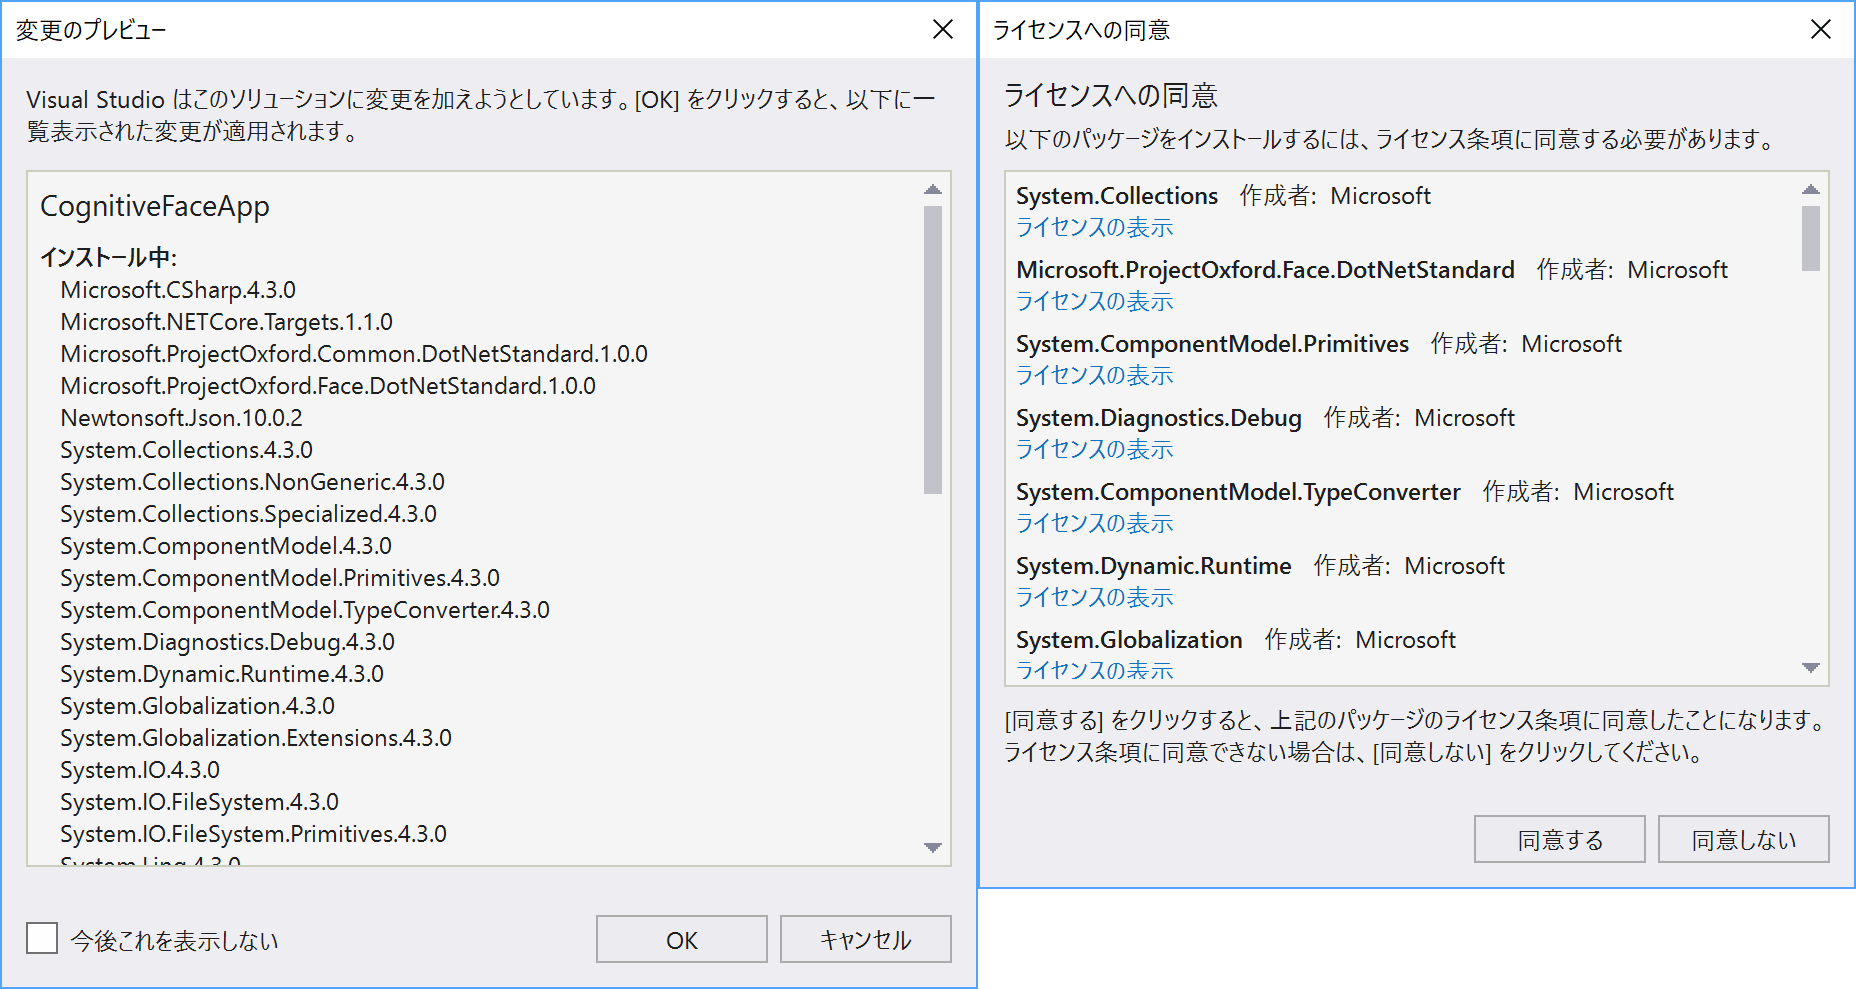 変更のプレビュー
Visual Studio はこのソリューションに変更を加えようとしています。[OK] をクリックすると、以下に一
覧表示された変更が適用されます。
CognitiveFaceApp
インストール中:
Microsoft.CSharp.4.3.0
Microsoft.NETCore.Targets.1.1.0
Microsoft.ProjectOxford.Common.DotNetStandard.1.0.0
Microsoft.ProjectOxford.Face.DotNetStandard.1.0.0
Newtonsoft.Json.10.0.2
System.Collections.4.3.0
System.Collections.NonGeneric.4.3.0
System.Collections.Specialized.4.3.0
System.ComponentModel.4.3.0
System.ComponentModel.Primitives.4.3.0
System.ComponentModel.TypeConverter.4.3.0
System.Diagnostics.Debug.4.3.0
System.Dynamic.Runtime.4.3.0
System.Globalization.4.3.0
System.Globalization.Extensions.4.3.0
System.IO.4.3.0
System.IO.FileSystem.4.3.0
System.IO.FileSystem.Primitives.4.3.0
System.Linq.4.3.0
今後これを表示しない
OK
キャンセル
ライセンスへの同意
ライセンスへの同意
以下のパッケージをインストールするには、ライセンス条項に同意する必要があります。
System.Collections 作成者: Microsoft
ライセンスの表示
Microsoft.ProjectOxford.Face.DotNetStandard 作成者: Microsoft
ライセンスの表示
System.ComponentModel.Primitives 作成者: Microsoft
ライセンスの表示
System.Diagnostics.Debug 作成者: Microsoft
ライセンスの表示
System.ComponentModel.TypeConverter 作成者: Microsoft
ライセンスの表示
System.Dynamic.Runtime 作成者: Microsoft
ライセンスの表示
System.Globalization 作成者: Microsoft
ライセンスの表示
[同意する] をクリックすると、上記のパッケージのライセンス条項に同意したことになります。
ライセンス条項に同意できない場合は、[同意しない] をクリックしてください。
同意する
同意しない